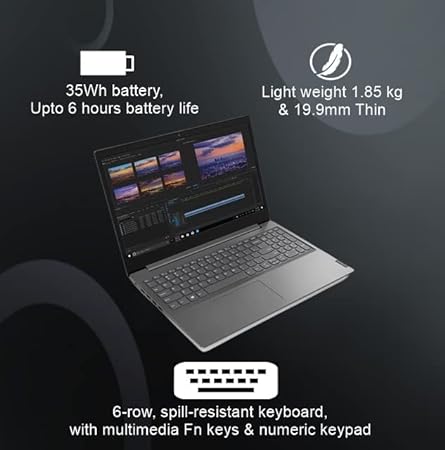 35Wh battery,
Upto 6 hours battery life
Light weight 1.85 kg
& 19.9mm Thin
6-row, spill-resistant keyboard,
with multimedia Fn keys & numeric keypad